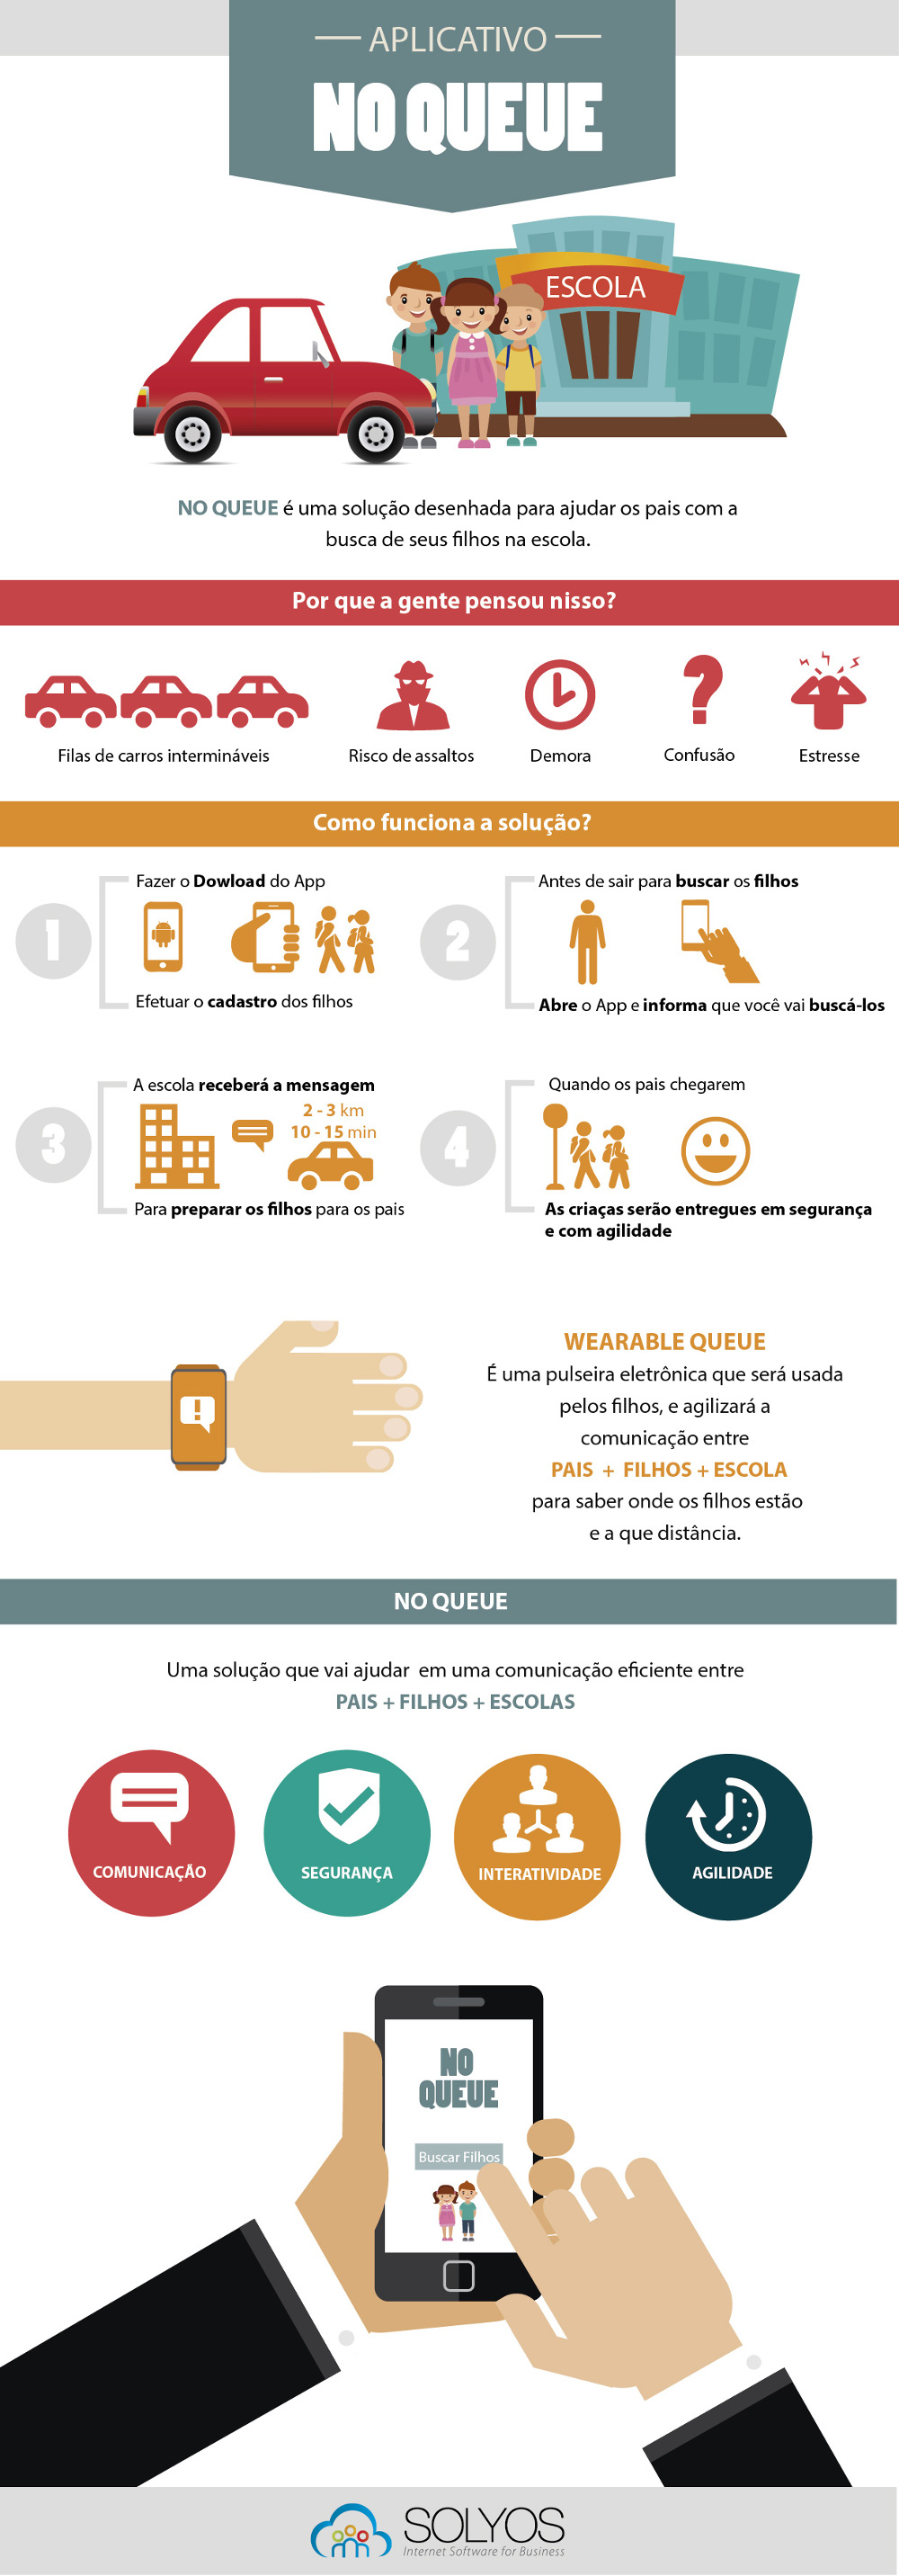 APLICATIVO
NO QUEUE
ESCOLA
NO QUEUE é uma solução desenhada para ajudar os pais com a
busca de seus filhos na escola.
Por que a gente pensou nisso?
Filas de carros intermináveis
Risco de assaltos
Demora
Confusão
Estresse
Como funciona a solução?
1
Fazer o Dowload do App
Efetuar o cadastro dos filhos
2
Antes de sair para buscar os filhos
Abre o App e informa que você vai buscá-los
3
A escola receberá a mensagem
2 - 3 km
10 - 15 min
Para preparar os filhos para os pais
4
Quando os pais chegarem
As criaças serão entregues em segurança
e com agilidade
WEARABLE QUEUE
É uma pulseira eletrônica que será usada
pelos filhos, e agilizará a
comunicação entre
PAIS + FILHOS + ESCOLA
para saber onde os filhos estão
e a que distância.
NO QUEUE
Uma solução que vai ajudar em uma comunicação eficiente entre
PAIS + FILHOS + ESCOLAS
COMUNICAÇÃO
SEGURANÇA
INTERATIVIDADE
AGILIDADE
NO
QUEUE
Buscar Filhos
SOLYOS
Internet Software for Business